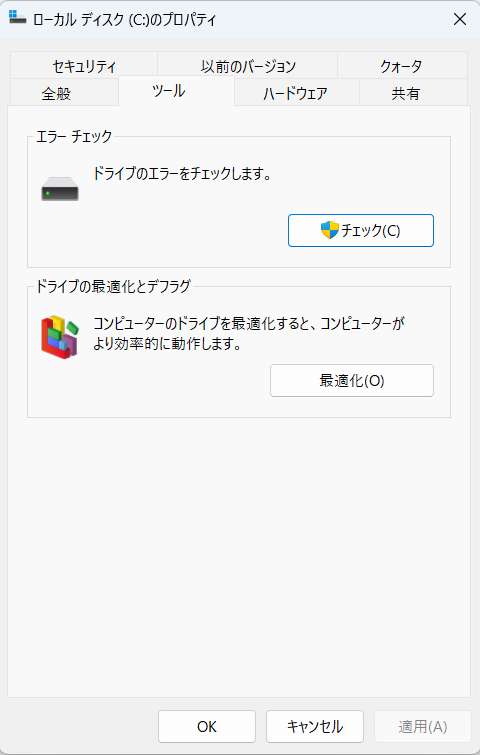 ローカル ディスク (C:)のプロパティ
セキュリティ
以前のバージョン
クォータ
全般
ツール
ハードウェア
共有
エラー チェック
ドライブのエラーをチェックします。
チェック(C)
ドライブの最適化とデフラグ
コンピューターのドライブを最適化すると、コンピューターが
より効率的に動作します。
最適化(O)
OK
キャンセル
適用(A)